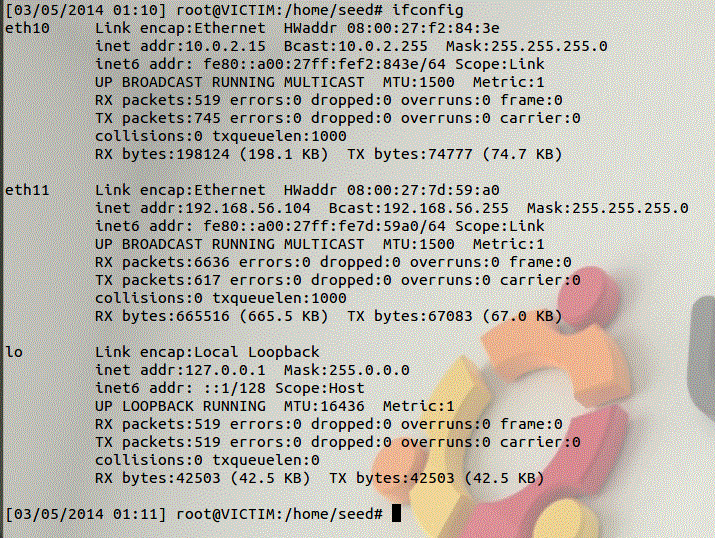 [03/05/2014 01:10] root@VICTIM:/home/seed# ifconfig
eth10     Link encap:Ethernet  HWaddr 08:00:27:f2:84:3e
          inet addr:10.0.2.15  Bcast:10.0.2.255  Mask:255.255.255.0
          inet6 addr: fe80::a00:27ff:fef2:843e/64 Scope:Link
          UP BROADCAST RUNNING MULTICAST  MTU:1500  Metric:1
          RX packets:519 errors:0 dropped:0 overruns:0 frame:0
          TX packets:745 errors:0 dropped:0 overruns:0 carrier:0
          collisions:0 txqueuelen:1000
          RX bytes:198124 (198.1 KB)  TX bytes:74777 (74.7 KB)

eth11     Link encap:Ethernet  HWaddr 08:00:27:7d:59:a0
          inet addr:192.168.56.104  Bcast:192.168.56.255  Mask:255.255.255.0
          inet6 addr: fe80::a00:27ff:fe7d:59a0/64 Scope:Link
          UP BROADCAST RUNNING MULTICAST  MTU:1500  Metric:1
          RX packets:6636 errors:0 dropped:0 overruns:0 frame:0
          TX packets:617 errors:0 dropped:0 overruns:0 carrier:0
          collisions:0 txqueuelen:1000
          RX bytes:665516 (665.5 KB)  TX bytes:67083 (67.0 KB)

lo        Link encap:Local Loopback
          inet addr:127.0.0.1  Mask:255.0.0.0
          inet6 addr: ::1/128 Scope:Host
          UP LOOPBACK RUNNING  MTU:16436  Metric:1
          RX packets:519 errors:0 dropped:0 overruns:0 frame:0
          TX packets:519 errors:0 dropped:0 overruns:0 carrier:0
          collisions:0 txqueuelen:0
          RX bytes:42503 (42.5 KB)  TX bytes:42503 (42.5 KB)

[03/05/2014 01:11] root@VICTIM:/home/seed#